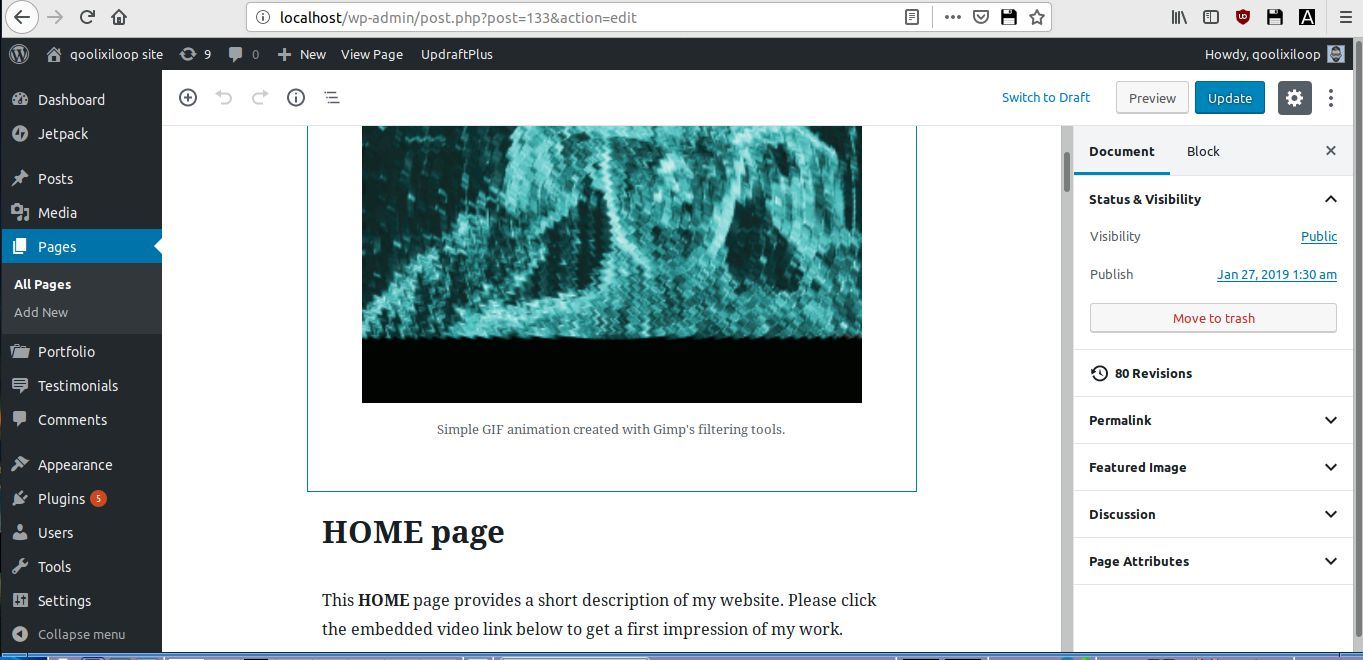 localhost/wp-admin/post.php?post=133&action=edit
qoolixiloop site 9 0 New View Page UpdraftPlus Howdy, qoolixiloop
Dashboard
Jetpack
Posts
Media
Pages
All Pages
Add New
Portfolio
Testimonials
Comments
Appearance
Plugins 5
Users
Tools
Settings
Collapse menu
Switch to Draft Preview Update
Simple GIF animation created with Gimp's filtering tools.
HOME page
This HOME page provides a short description of my website. Please click
the embedded video link below to get a first impression of my work.
Document Block
Status & Visibility
Visibility Public
Publish Jan 27, 2019 1:30 am
Move to trash
80 Revisions
Permalink
Featured Image
Discussion
Page Attributes